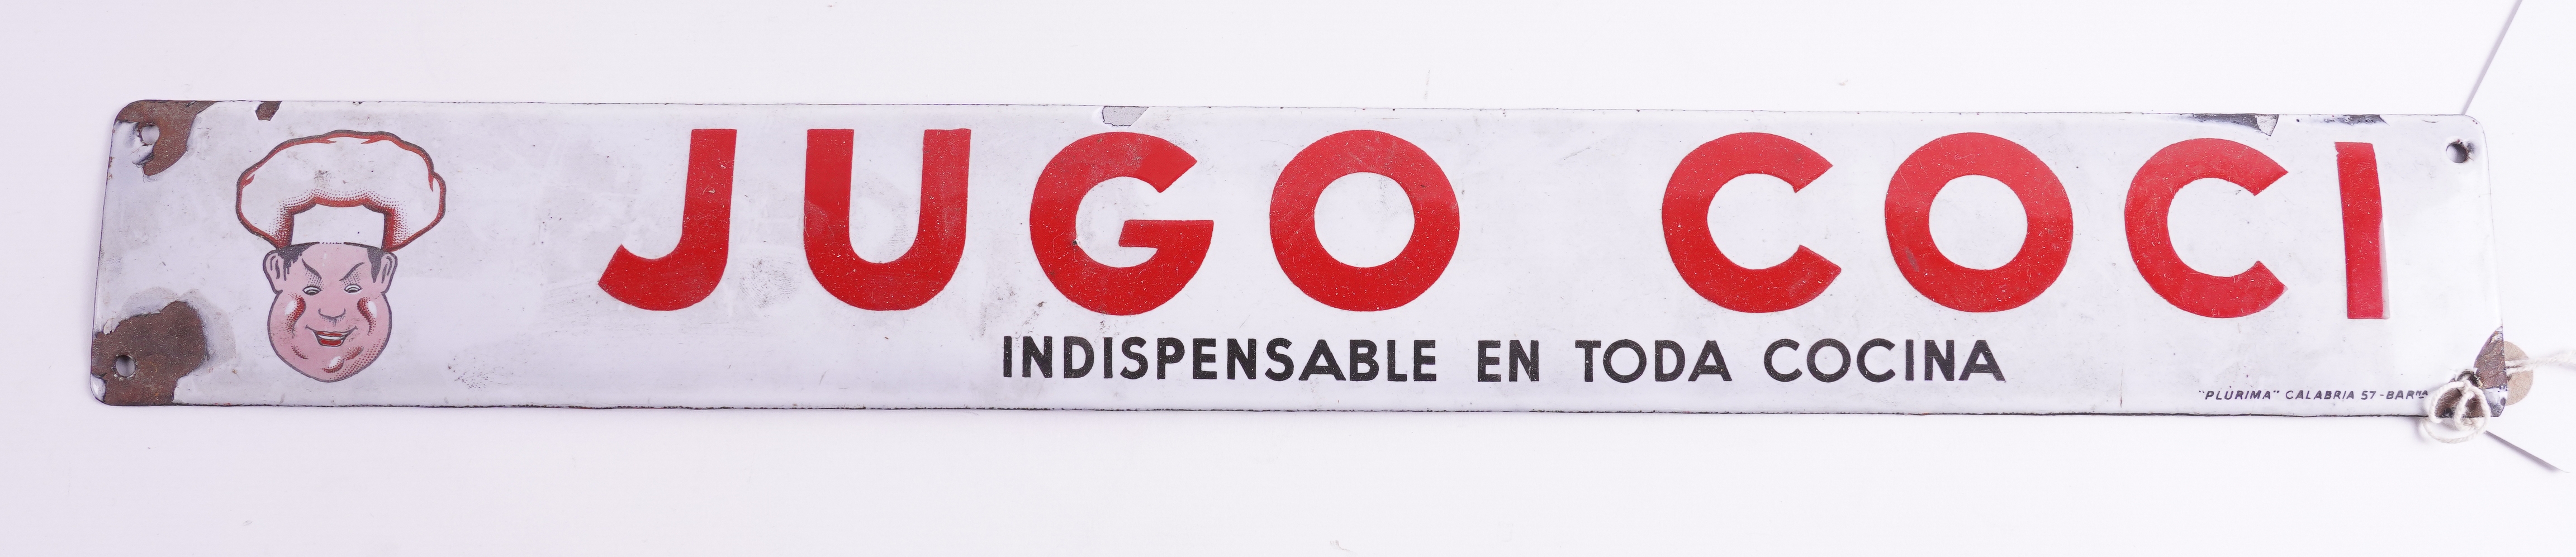 JUGO COCI
INDISPENSABLE EN TODA COCINA
"PLURIMA" CALABRIA 57-BARNA